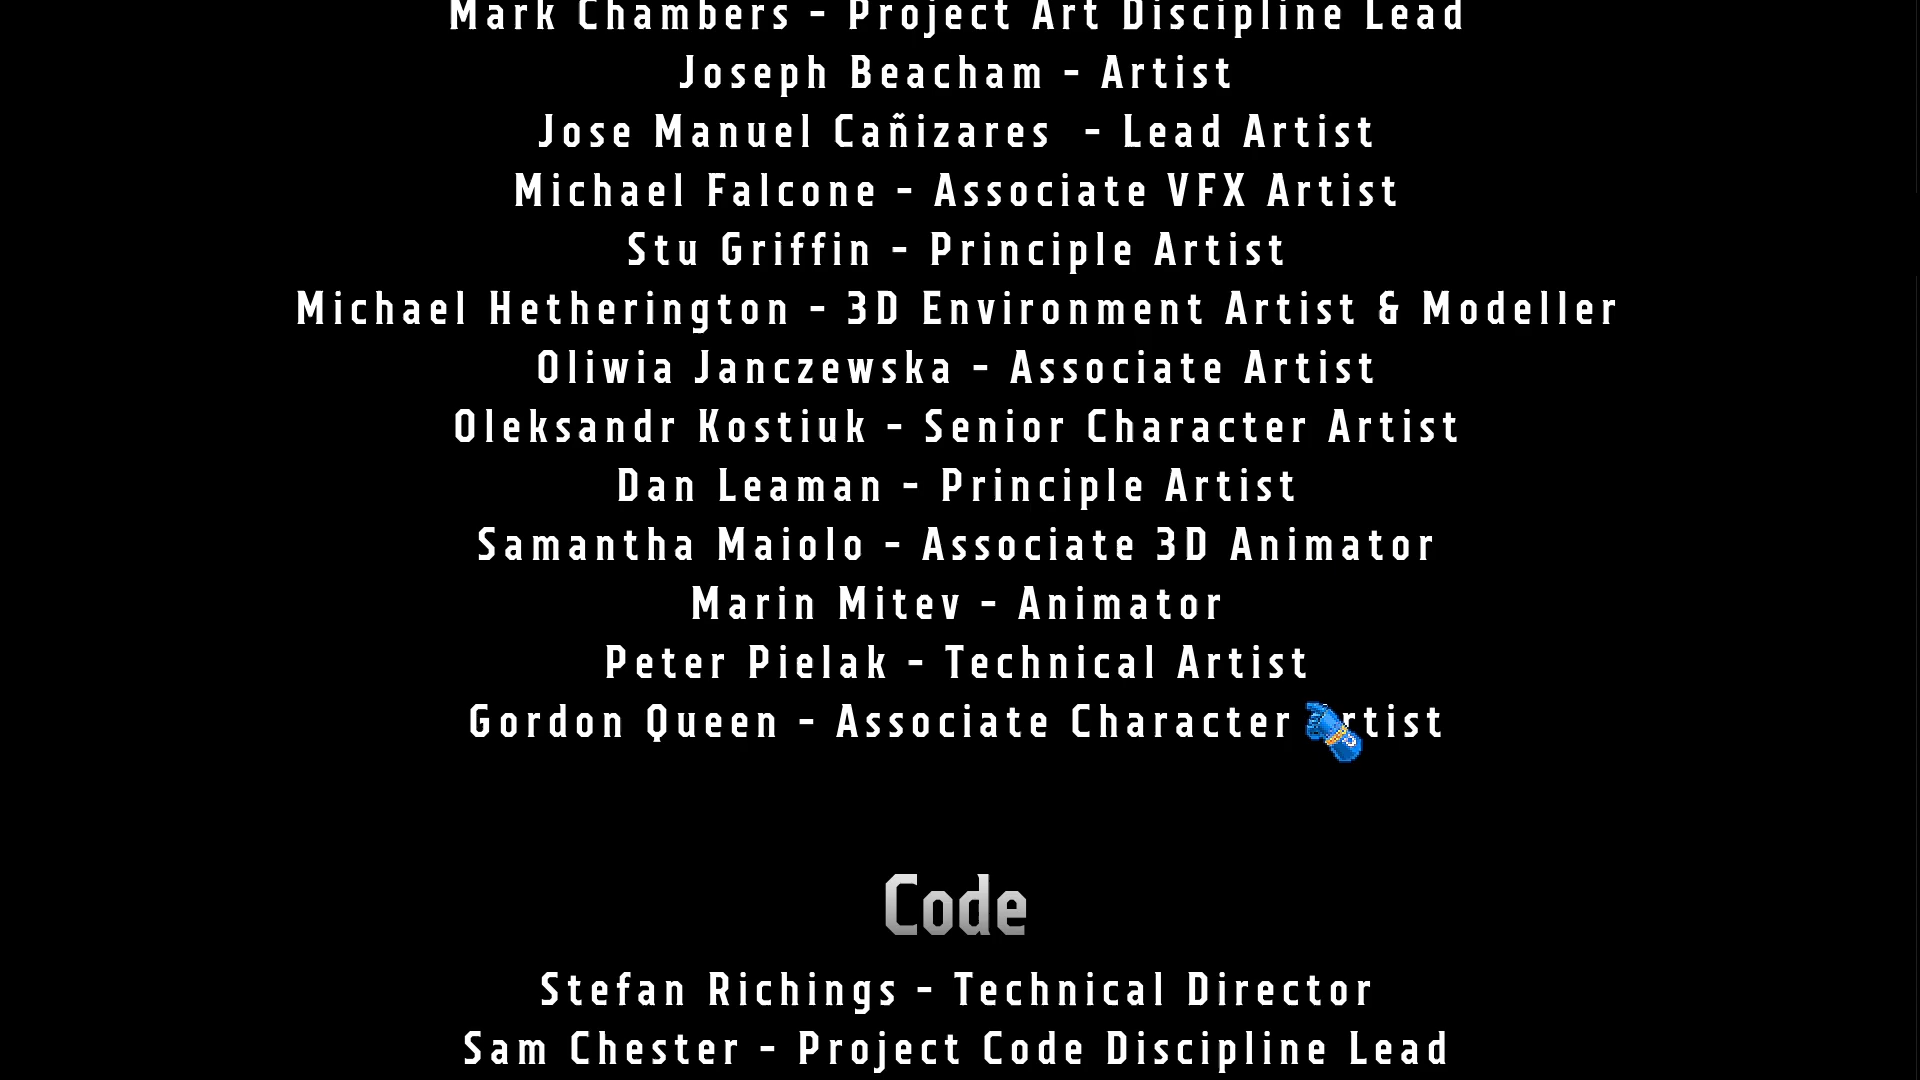 Mark Chambers - Project Art Discipline Lead
Joseph Beacham - Artist
Jose Manuel Cañizares - Lead Artist
Michael Falcone - Associate VFX Artist
Stu Griffin - Principle Artist
Michael Hetherington - 3D Environment Artist & Modeller
Oliwia Janczewska - Associate Artist
Oleksandr Kostiuk - Senior Character Artist
Dan Leaman - Principle Artist
Samantha Maiolo - Associate 3D Animator
Marin Mitev - Animator
Peter Pielak - Technical Artist
Gordon Queen - Associate Character Artist
Code
Stefan Richings - Technical Director
Sam Chester - Project Code Discipline Lead